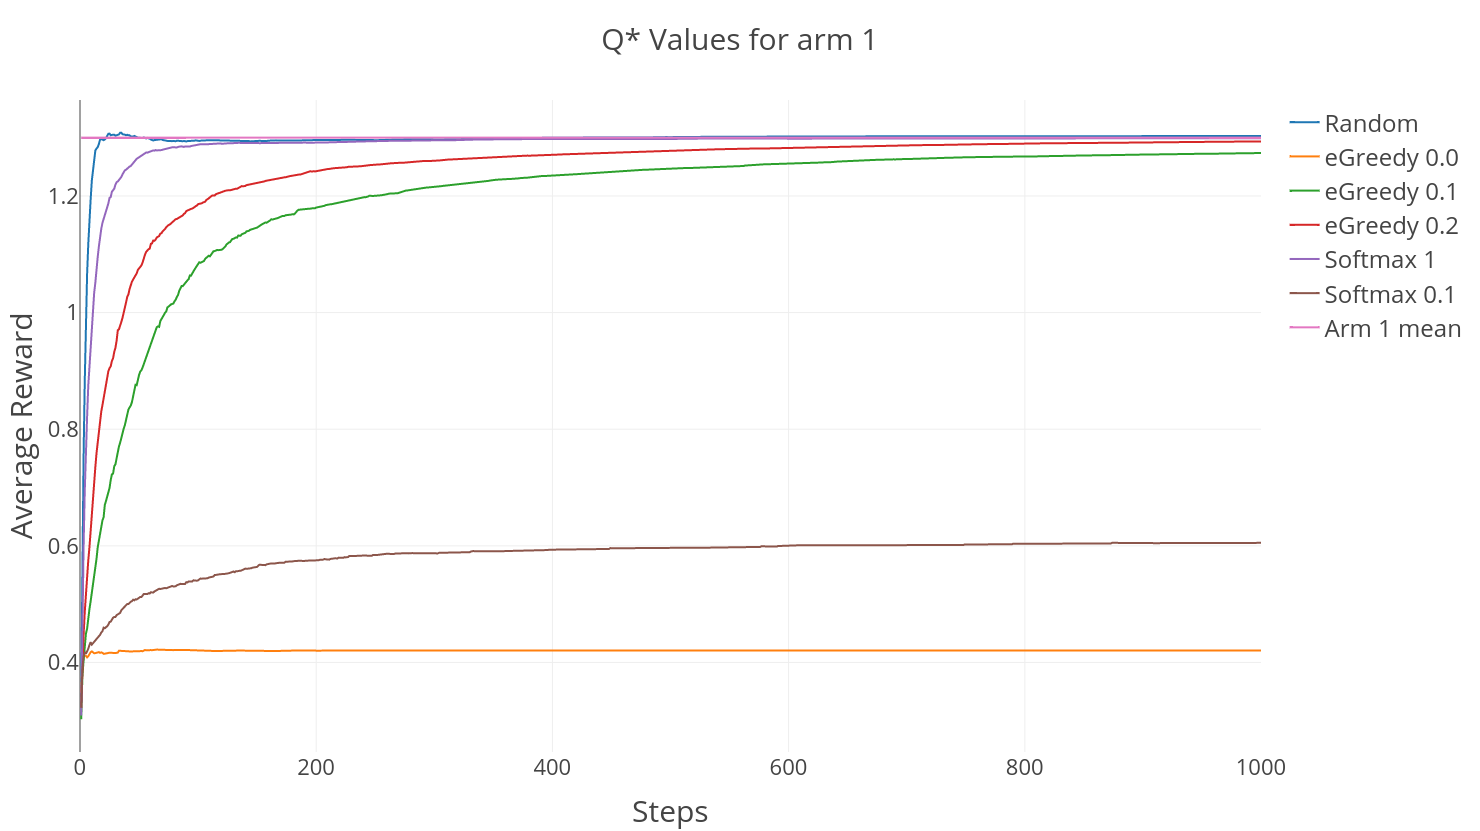 Q* Values for arm 1
Average Reward
1.2
1
0.8
0.6
0.4
0
200
400
600
800
1000
Steps
Random
eGreedy 0.0
eGreedy 0.1
eGreedy 0.2
Softmax 1
Softmax 0.1
Arm 1 mean